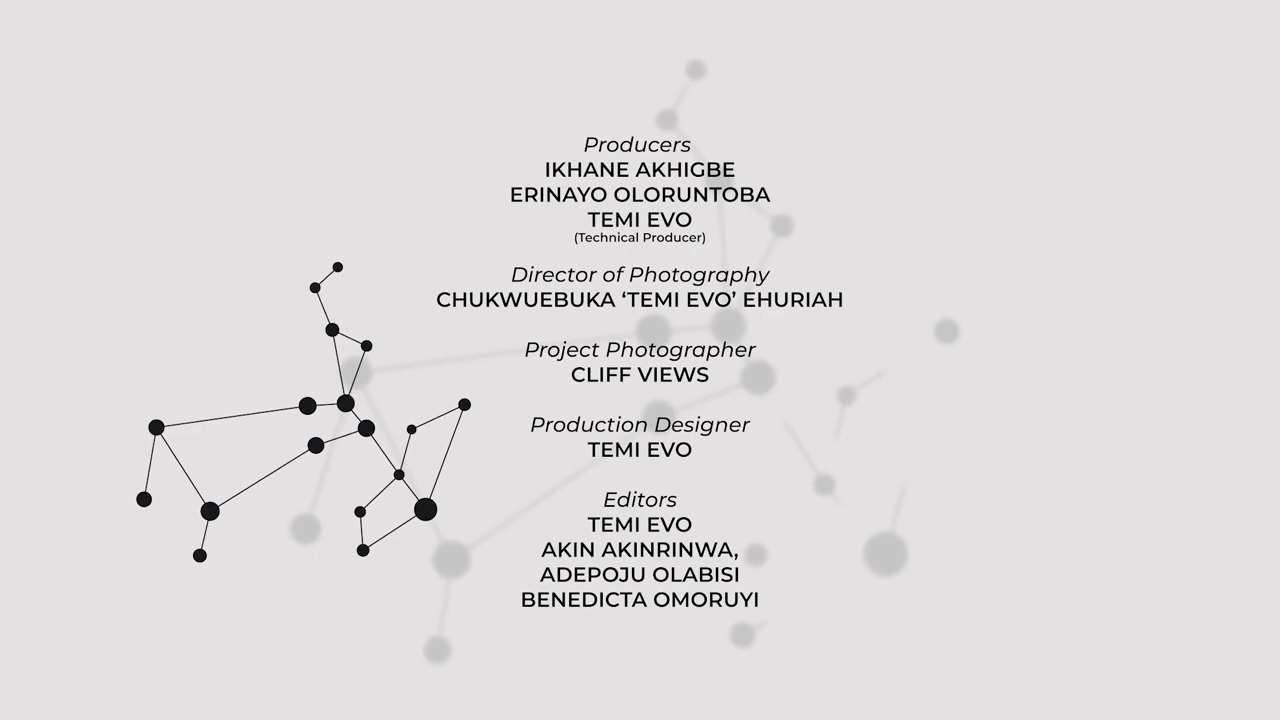 Producers
IKHANE AKHIGBE
ERINAYO OLORUNTOBA
TEMI EVO
(Technical Producer)
Director of Photography
CHUKWUEBUKA ‘TEMI EVO’ EHURIAH
Project Photographer
CLIFF VIEWS
Production Designer
TEMI EVO
Editors
TEMI EVO
AKIN AKINRINWA,
ADEPOJU OLABISI
BENEDICTA OMORUYI